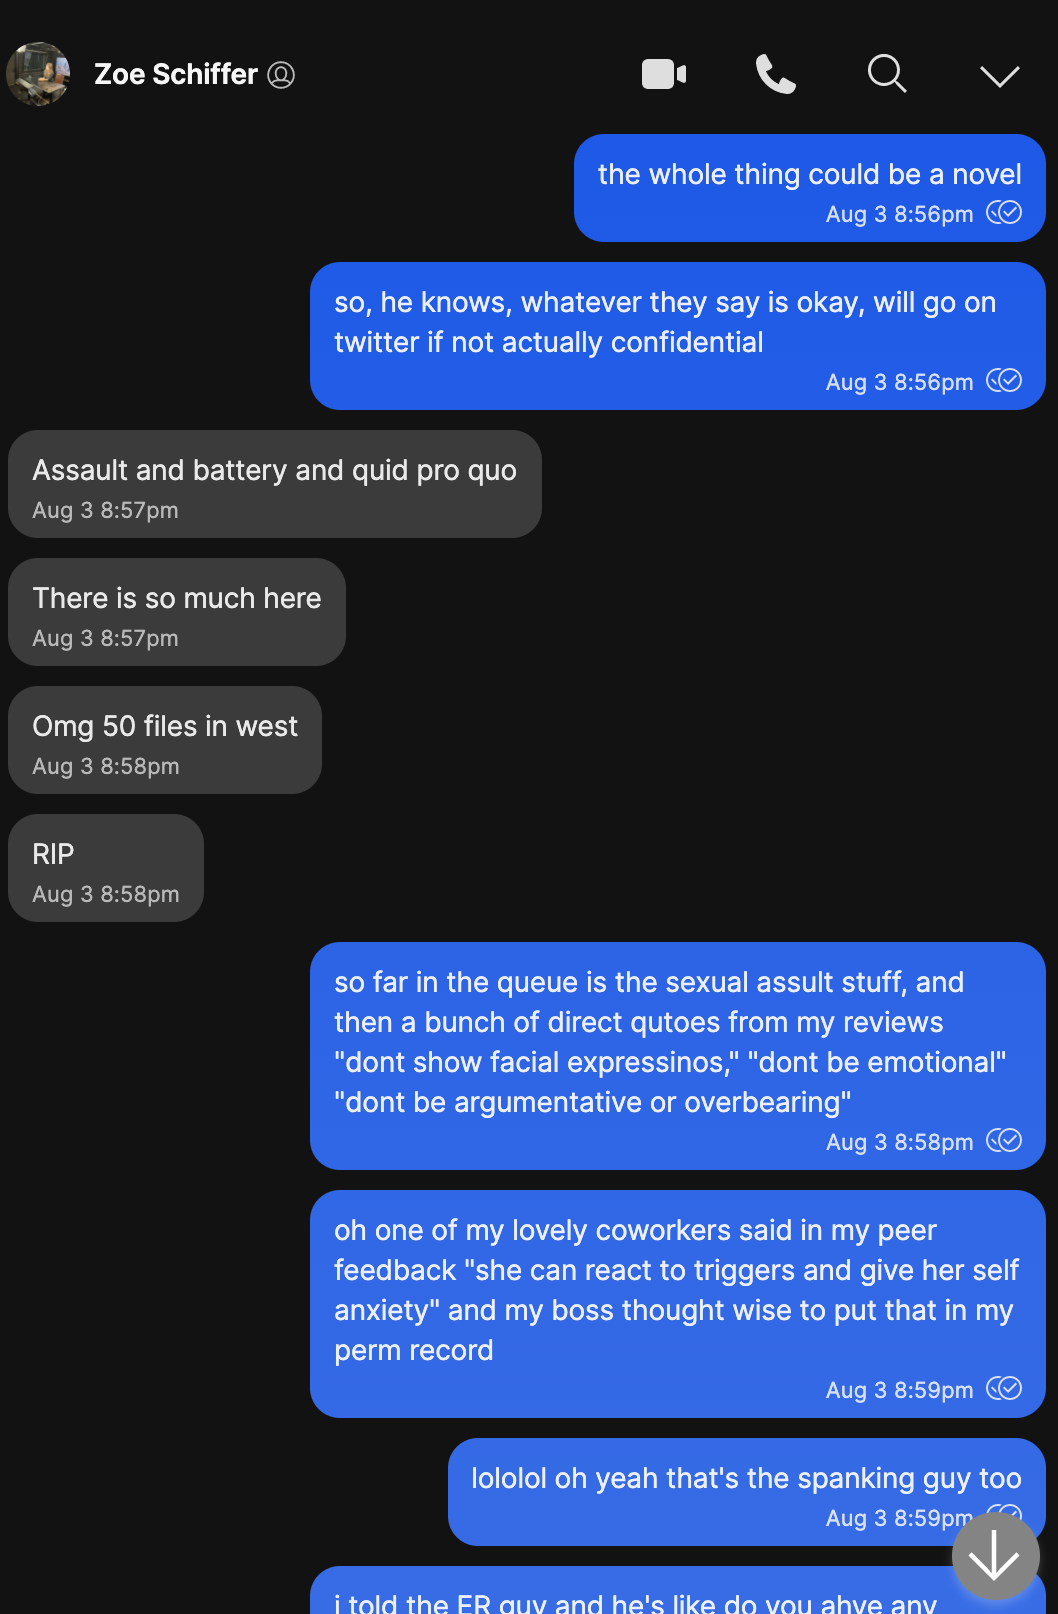 Zoe Schiffer
the whole thing could be a novel
Aug 3 8:56pm
so, he knows, whatever they say is okay, will go on
twitter if not actually confidential
Aug 3 8:56pm
Assault and battery and quid pro quo
Aug 3 8:57pm
There is so much here
Aug 3 8:57pm
Omg 50 files in west
Aug 3 8:58pm
RIP
Aug 3 8:58pm
so far in the queue is the sexual assult stuff, and
then a bunch of direct qutoes from my reviews
"dont show facial expressinos," "dont be emotional"
"dont be argumentative or overbearing"
Aug 3 8:58pm
oh one of my lovely coworkers said in my peer
feedback "she can react to triggers and give her self
anxiety" and my boss thought wise to put that in my
perm record
Aug 3 8:59pm
lololol oh yeah that's the spanking guy too
Aug 3 8:59pm
i told the ER guy and he's like do you ahve any